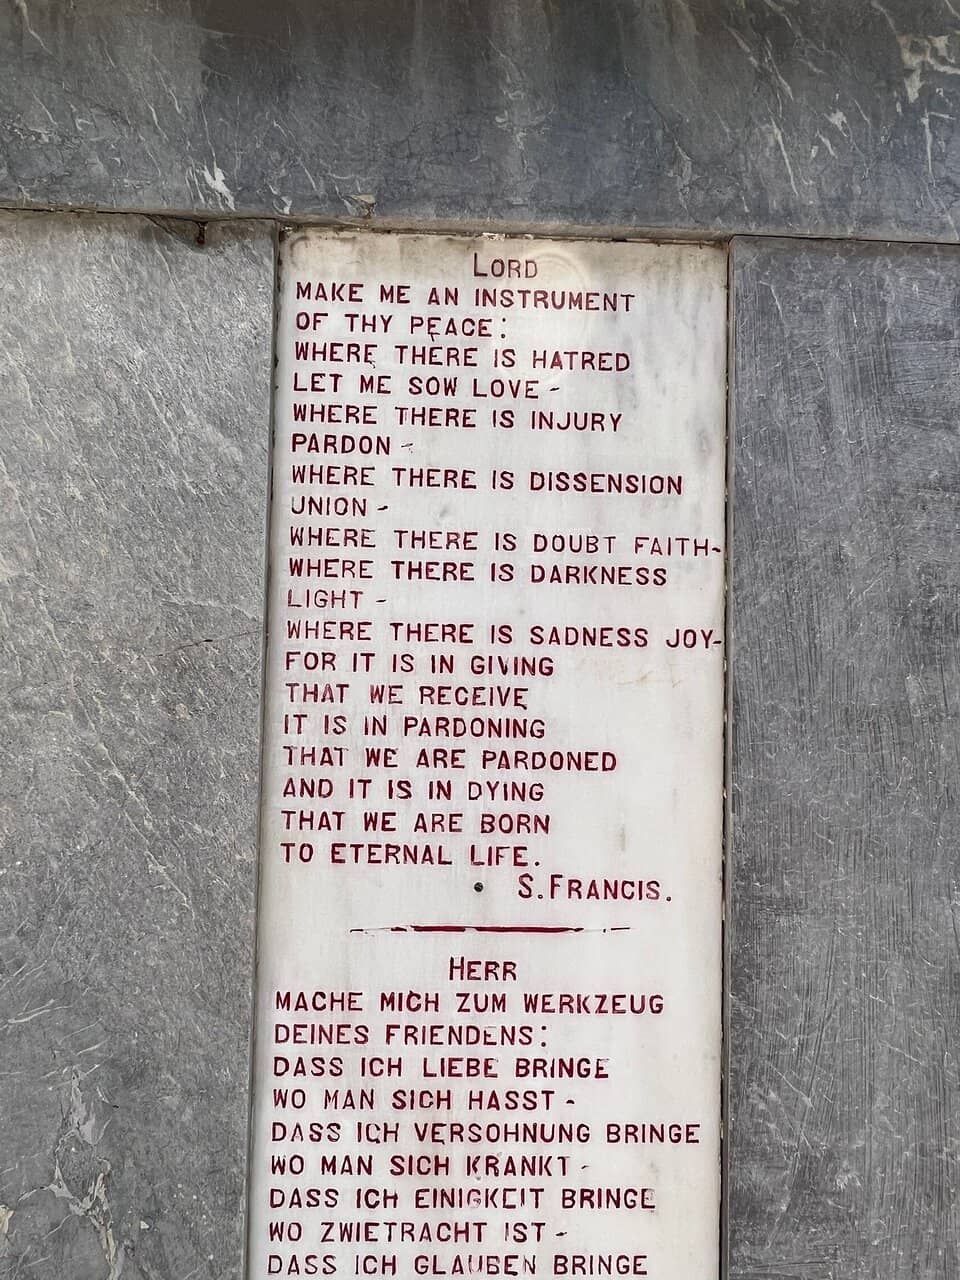 LORD
MAKE ME AN INSTRUMENT
OF THY PEACE:
WHERE THERE IS HATRED
LET ME SOW LOVE -
WHERE THERE IS INJURY
PARDON -
WHERE THERE IS DISSENSION
UNION -
WHERE THERE IS DOUBT FAITH-
WHERE THERE IS DARKNESS
LIGHT -
WHERE THERE IS SADNESS JOY-
FOR IT IS IN GIVING
THAT WE RECEIVE
IT IS IN PARDONING
THAT WE ARE PARDONED
AND IT IS IN DYING
THAT WE ARE BORN
TO ETERNAL LIFE.
S. FRANCIS.
HERR
MACHE MICH ZUM WERKZEUG
DEINES FRIENDENS:
DASS ICH LIEBE BRINGE
WO MAN SICH HASST -
DASS ICH VERSOHNUNG BRINGE
WO MAN SICH KRANKT -
DASS ICH EINIGKEIT BRINGE
WO ZWIETRACHT IST -
DASS ICH GLAUBEN BRINGE